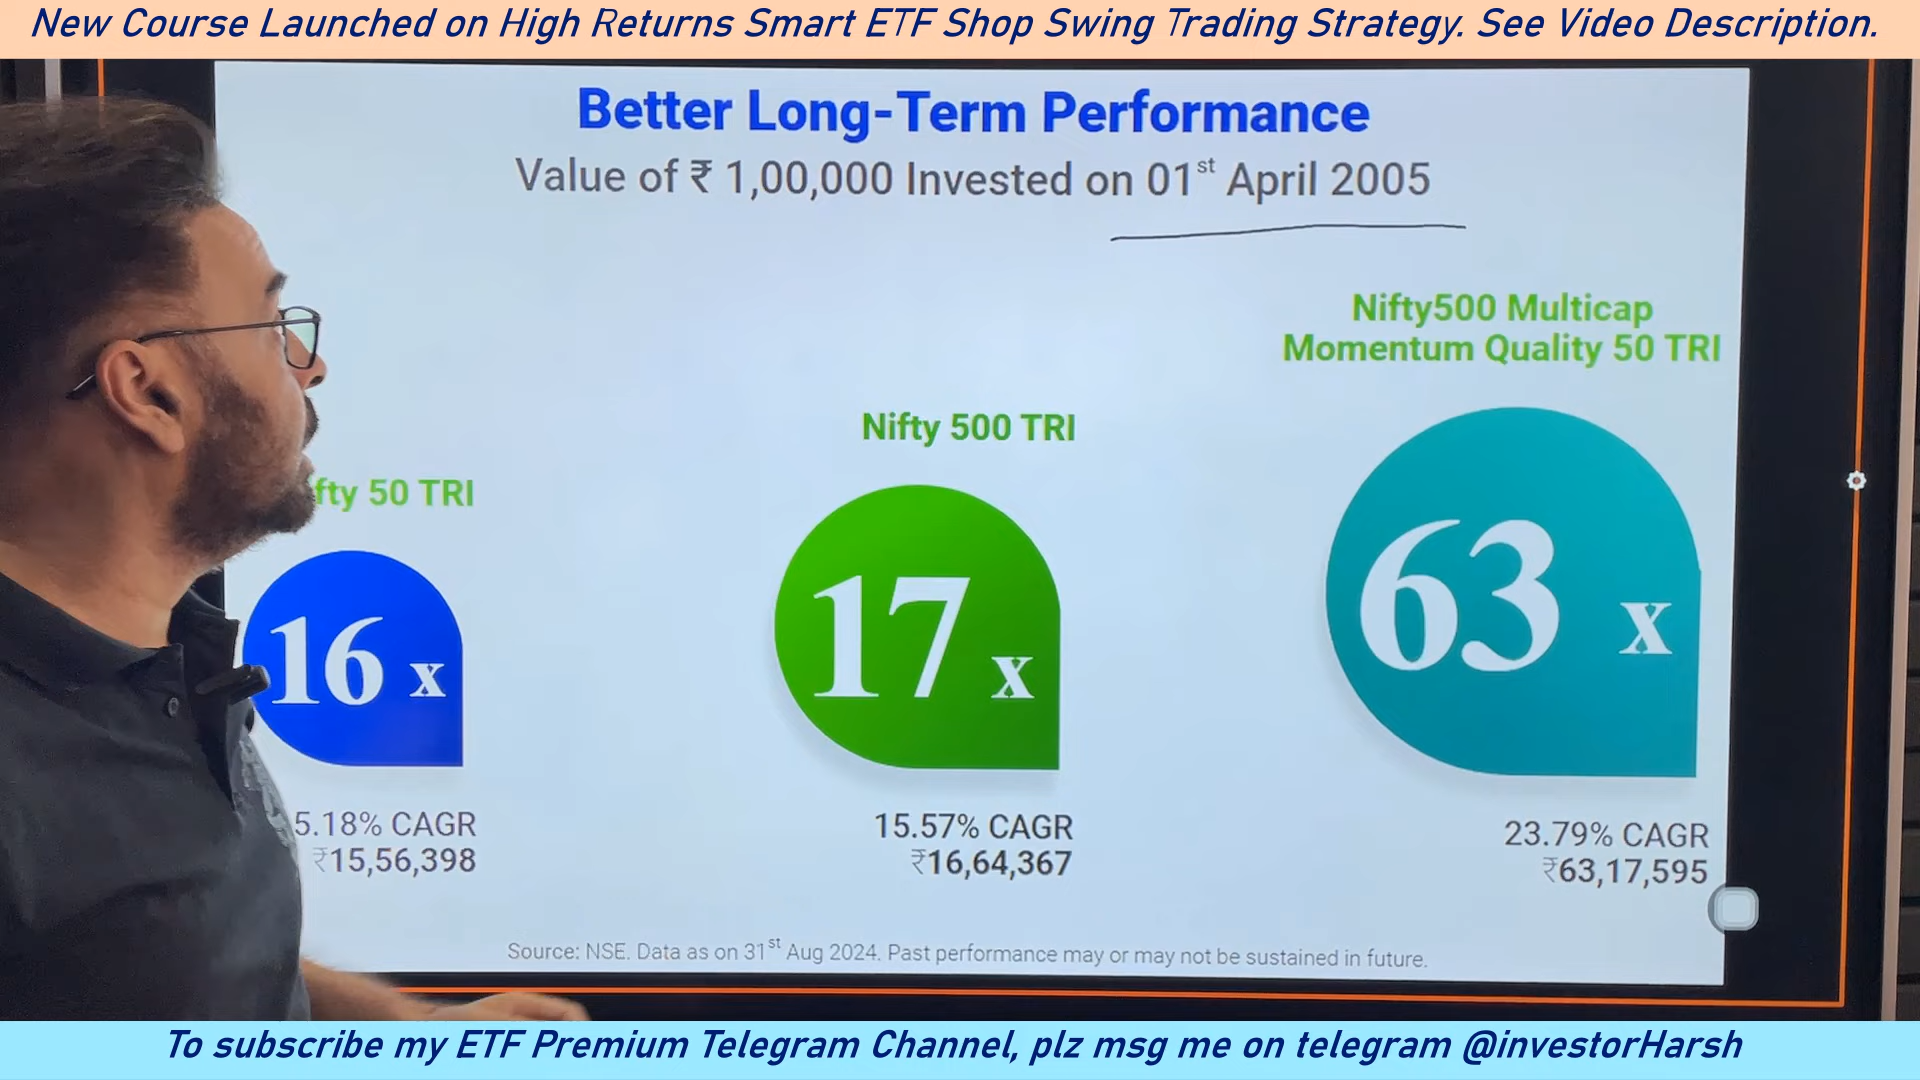 New Course Launched on High Returns Smart ETF Shop Swing Trading Strategy. See Video Description.
Better Long-Term Performance
Value of ₹ 1,00,000 Invested on 01st April 2005
Nifty500 Multicap
Momentum Quality 50 TRI
Nifty 500 TRI
fty 50 TRI
16 x
17 x
63 x
5.18% CAGR
₹15,56,398
15.57% CAGR
₹16,64,367
23.79% CAGR
₹63,17,595
Source: NSE. Data as on 31st Aug 2024. Past performance may or may not be sustained in future.
To subscribe my ETF Premium Telegram Channel, plz msg me on telegram @investorHarsh